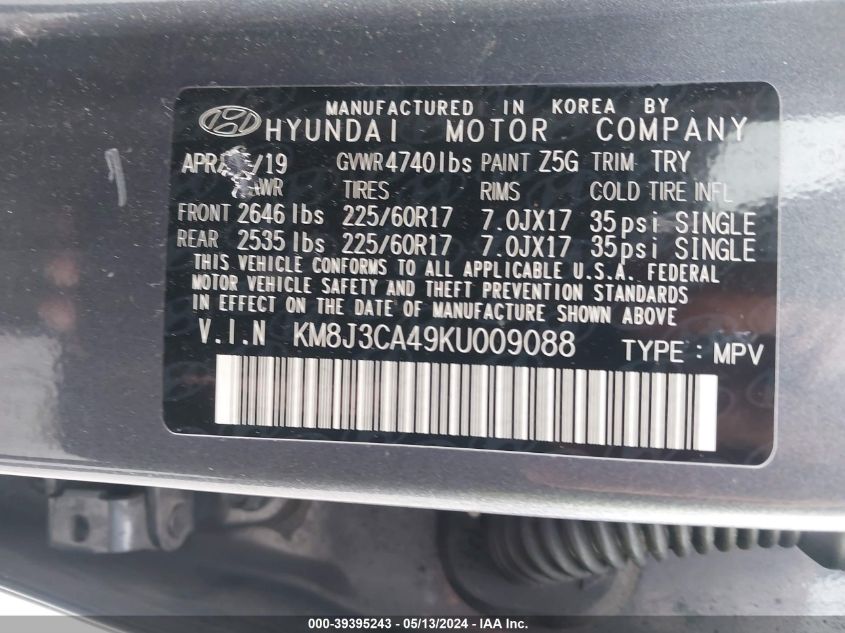 MANUFACTURED IN KOREA BY
HYUNDAI MOTOR COMPANY
APR /19 GVWR 4740lbs PAINT Z5G TRIM TRY
TIRES RIMS COLD TIRE INFL
FRONT 2646 lbs 225/60R17 7.0JX17 35psi SINGLE
REAR 2535 lbs 225/60R17 7.0JX17 35psi SINGLE
THIS VEHICLE CONFORMS TO ALL APPLICABLE U.S.A. FEDERAL
MOTOR VEHICLE SAFETY AND THEFT PREVENTION STANDARDS
IN EFFECT ON THE DATE OF MANUFACTURE SHOWN ABOVE
V.I.N KM8J3CA49KU009088 TYPE : MPV
000-39395243 - 05/13/2024 - IAA Inc.